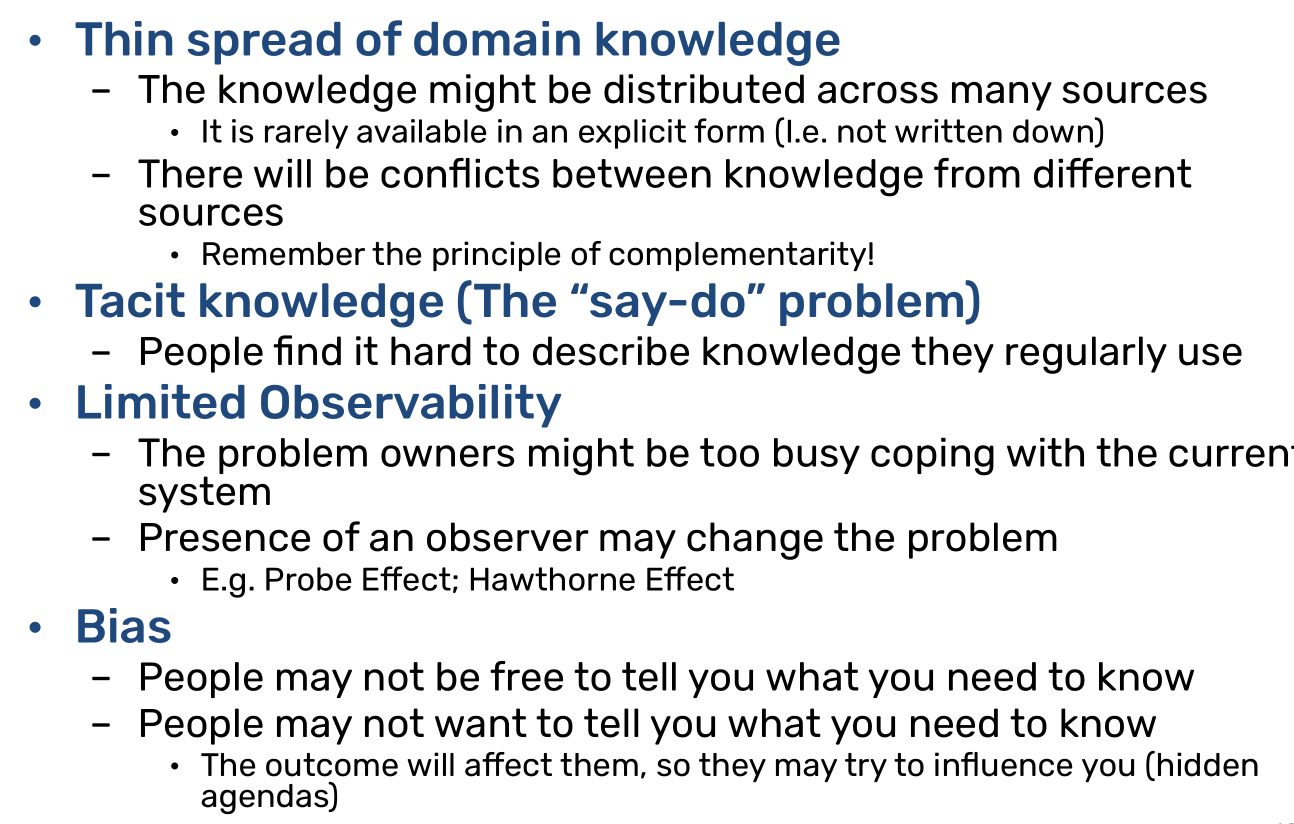 • Thin spread of domain knowledge
– The knowledge might be distributed across many sources
• It is rarely available in an explicit form (I.e. not written down)
– There will be conflicts between knowledge from different
sources
• Remember the principle of complementarity!
• Tacit knowledge (The “say-do” problem)
– People find it hard to describe knowledge they regularly use
• Limited Observability
– The problem owners might be too busy coping with the current
system
– Presence of an observer may change the problem
• E.g. Probe Effect; Hawthorne Effect
• Bias
– People may not be free to tell you what you need to know
– People may not want to tell you what you need to know
• The outcome will affect them, so they may try to influence you (hidden
agendas)